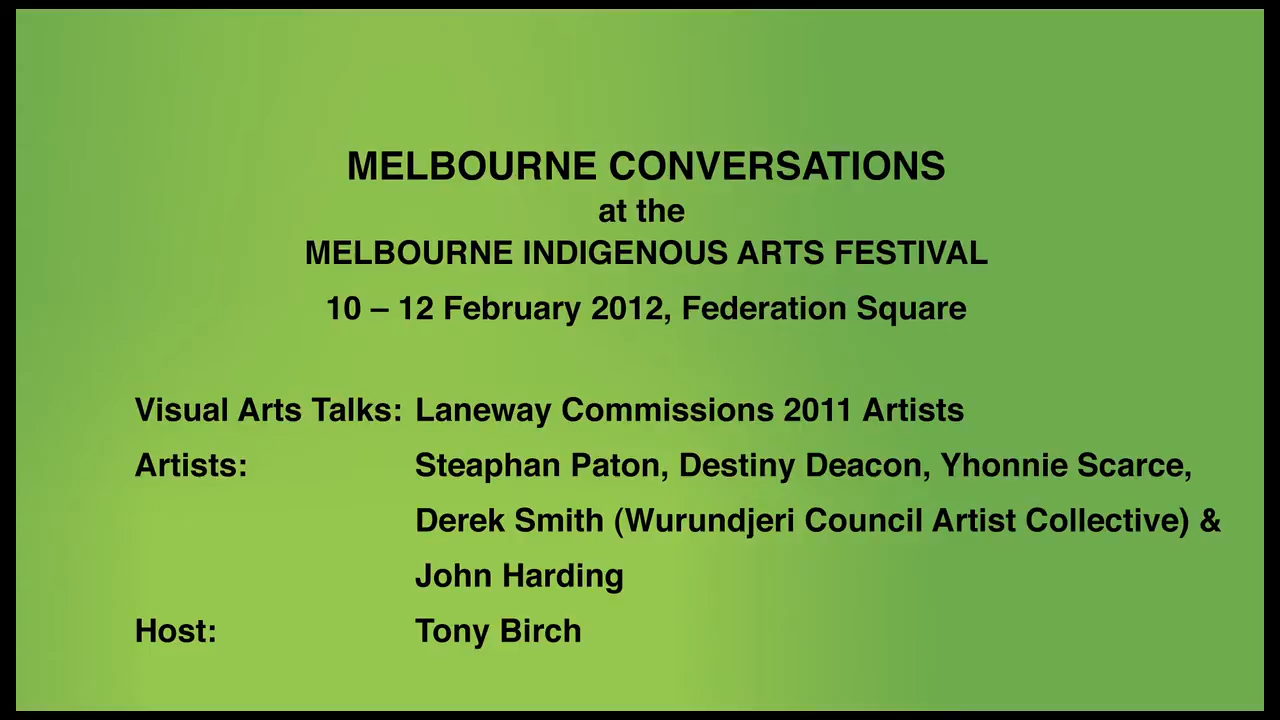 MELBOURNE CONVERSATIONS
at the
MELBOURNE INDIGENOUS ARTS FESTIVAL
10 – 12 February 2012, Federation Square
Visual Arts Talks: Laneway Commissions 2011 Artists
Artists: Steaphan Paton, Destiny Deacon, Yhonnie Scarce,
Derek Smith (Wurundjeri Council Artist Collective) &
John Harding
Host: Tony Birch